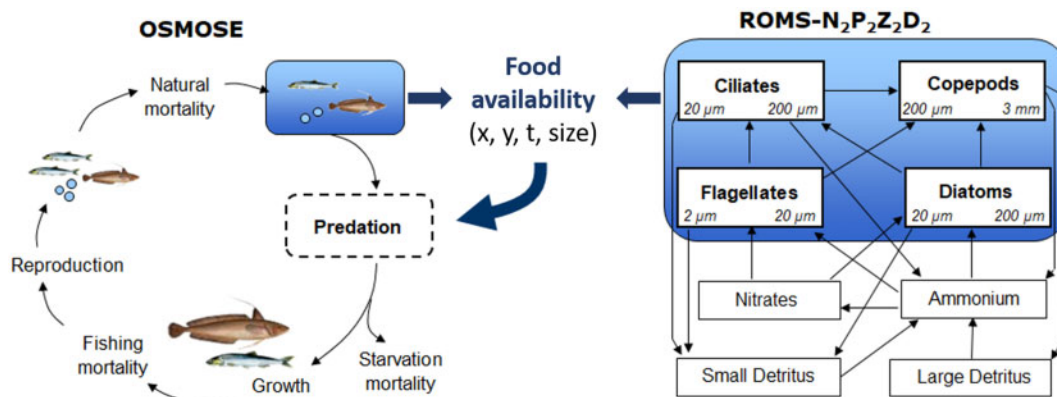 OSMOSE
Natural
mortality
Reproduction
Fishing
mortality
Growth
Starvation
mortality
Predation
Food
availability
(x, y, t, size)
ROMS-N₂P₂Z₂D₂
Ciliates
20 µm 200 µm
Copepods
200 µm 3 mm
Flagellates
2 µm 20 µm
Diatoms
20 µm 200 µm
Nitrates
Ammonium
Small Detritus
Large Detritus